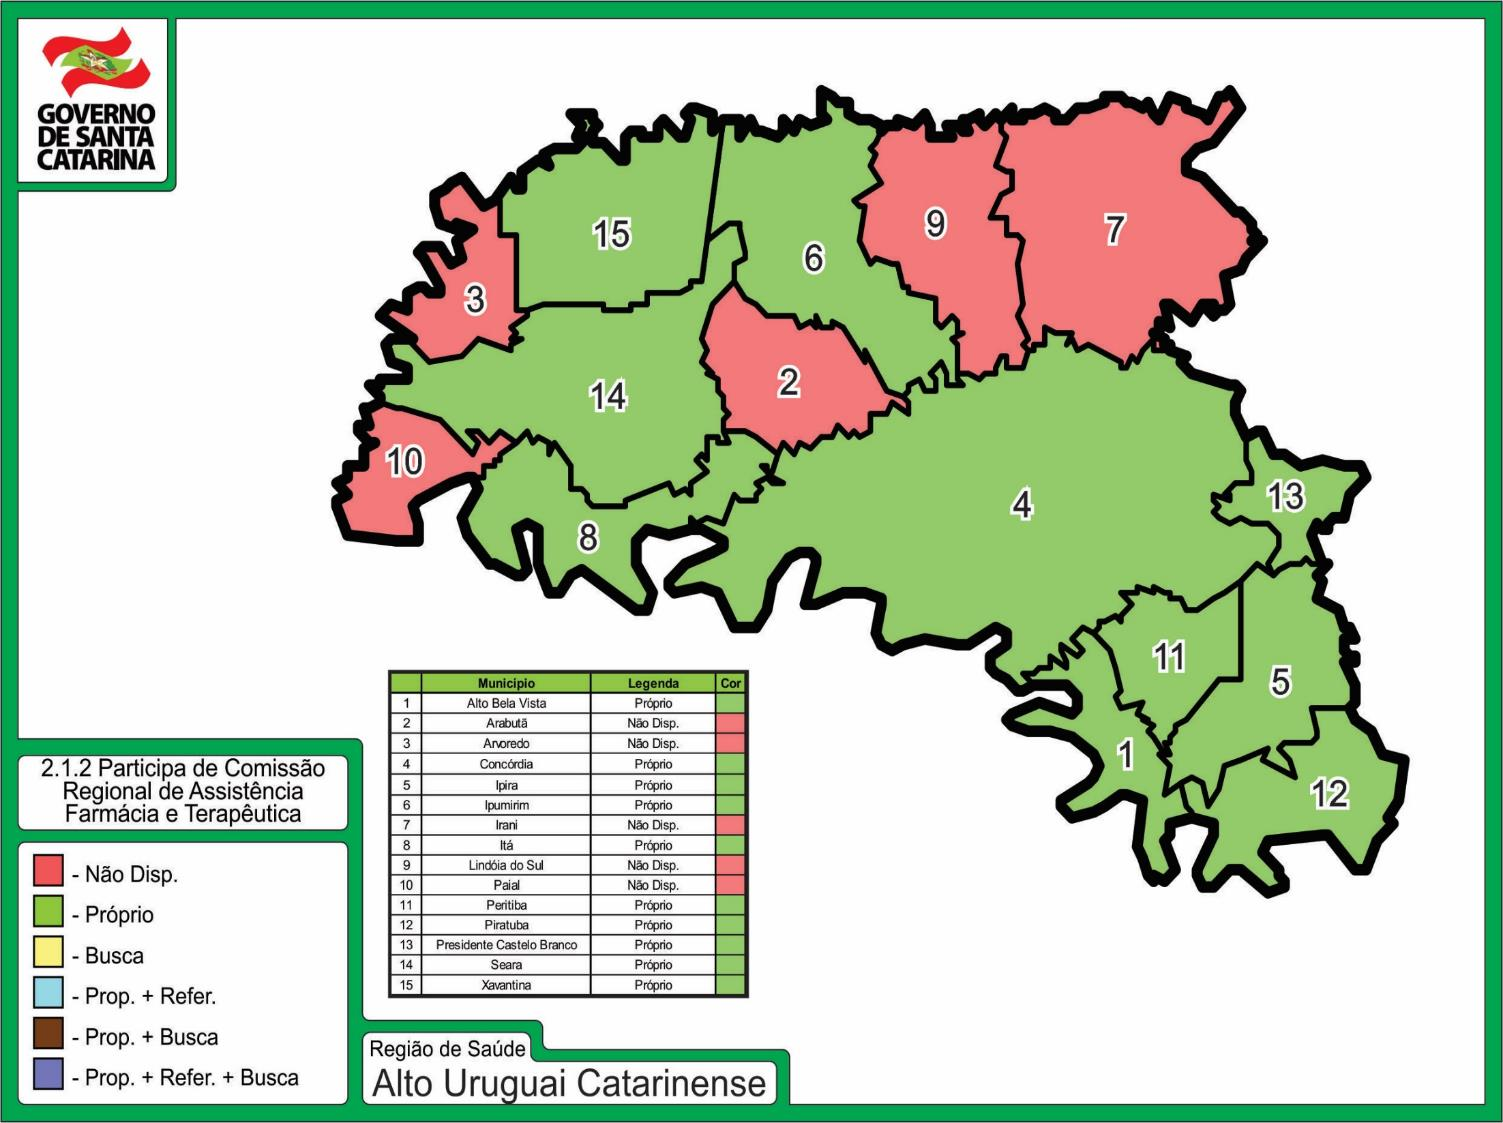 GOVERNO
DE SANTA
CATARINA
15
6
9
7
3
2
14
10
4
13
8
11
5
1
12
Municipio Legenda Cor
1 Alto Bela Vista Próprio
2 Arabutã Não Disp.
3 Arvoredo Não Disp.
4 Concórdia Próprio
5 Ipira Próprio
6 Ipumirim Próprio
7 Irani Não Disp.
8 Itá Próprio
9 Lindóia do Sul Não Disp.
10 Paial Não Disp.
11 Peritiba Próprio
12 Piratuba Próprio
13 Presidente Castelo Branco Próprio
14 Seara Próprio
15 Xavantina Próprio
2.1.2 Participa de Comissão
Regional de Assistência
Farmácia e Terapêutica
- Não Disp.
- Próprio
- Busca
- Prop. + Refer.
- Prop. + Busca
- Prop. + Refer. + Busca
Região de Saúde
Alto Uruguai Catarinense